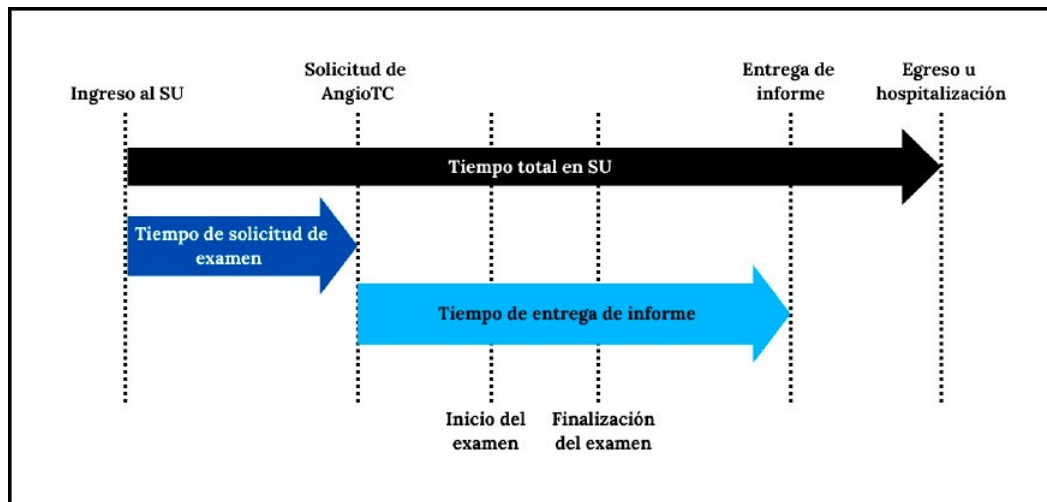 Ingreso al SU
Solicitud de
AngioTC
Entrega de
informe
Egreso u
hospitalización
Tiempo total en SU
Tiempo de solicitud de
examen
Tiempo de entrega de informe
Inicio del
examen
Finalización
del examen